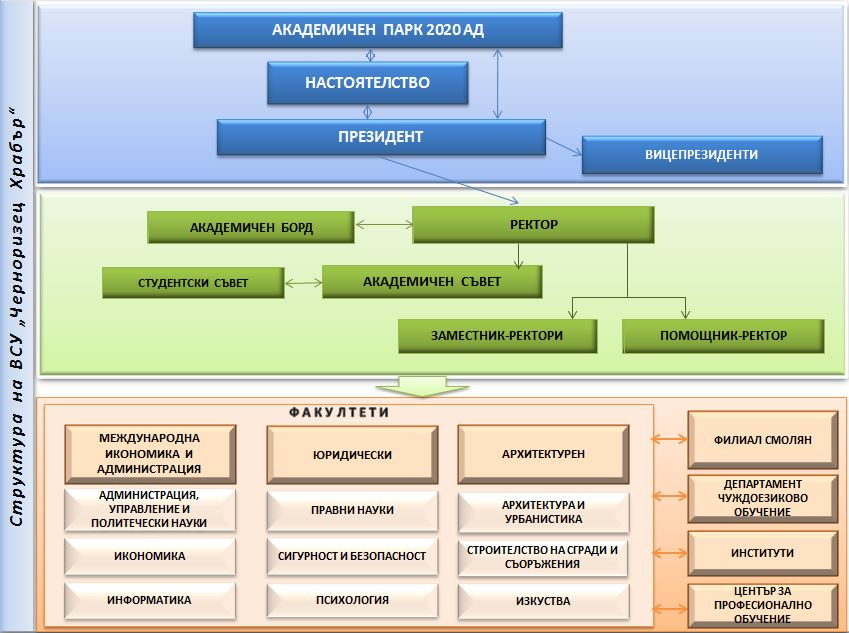 Структура на ВСУ „Черноризец Храбър“
АКАДЕМИЧЕН ПАРК 2020 АД
НАСТОЯТЕЛСТВО
ПРЕЗИДЕНТ
ВИЦЕПРЕЗИДЕНТИ
АКАДЕМИЧЕН БОРД
РЕКТОР
СТУДЕНТСКИ СЪВЕТ
АКАДЕМИЧЕН СЪВЕТ
ЗАМЕСТНИК-РЕКТОРИ
ПОМОЩНИК-РЕКТОР
ФАКУЛТЕТИ
МЕЖДУНАРОДНА
ИКОНОМИКА И
АДМИНИСТРАЦИЯ
АДМИНИСТРАЦИЯ,
УПРАВЛЕНИЕ И
ПОЛИТЕЧЕСКИ НАУКИ
ИКОНОМИКА
ИНФОРМАТИКА
ЮРИДИЧЕСКИ
ПРАВНИ НАУКИ
СИГУРНОСТ И БЕЗОПАСНОСТ
ПСИХОЛОГИЯ
АРХИТЕКТУРЕН
АРХИТЕКТУРА И
УРБАНИСТИКА
СТРОИТЕЛСТВО НА СГРАДИ И
СЪОРЪЖЕНИЯ
ИЗКУСТВА
ФИЛИАЛ СМОЛЯН
ДЕПАРТАМЕНТ
ЧУЖДОЕЗИКОВО
ОБУЧЕНИЕ
ИНСТИТУТИ
ЦЕНТЪР ЗА
ПРОФЕСИОНАЛНО
ОБУЧЕНИЕ